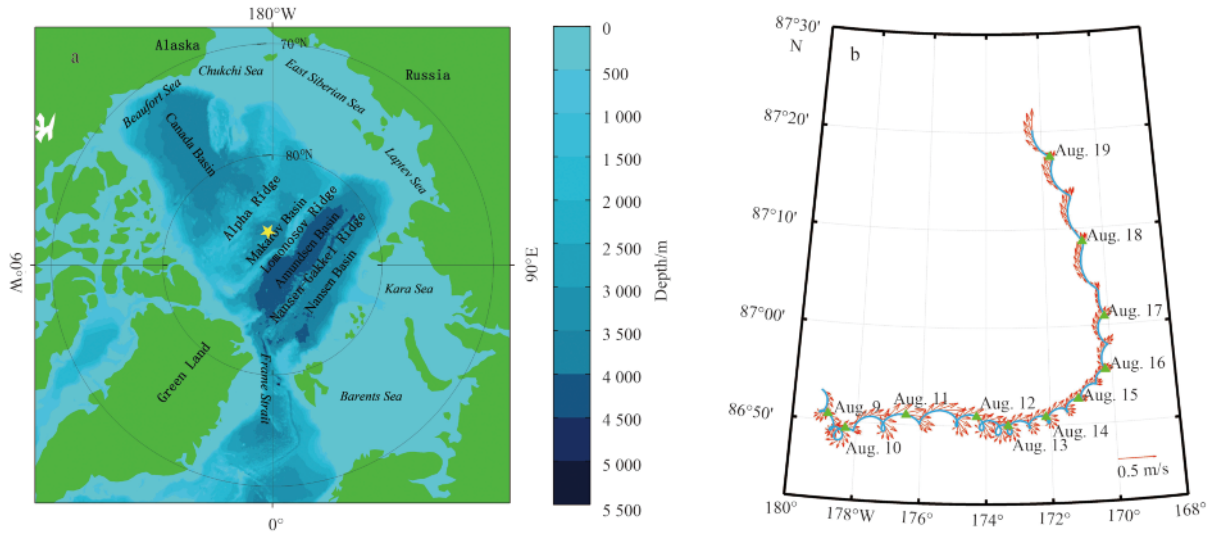 180°W
a
Alaska
70°N
Chukchi Sea
East Siberian Sea
Russia
Beaufort Sea
Canada Basin
80°N
Laptev Sea
Alpha Ridge
Makarov Basin
Lomonosov Ridge
Amundsen Basin
Nansen-Gakkel Ridge
Nansen Basin
90°W
90°E
Kara Sea
Green Land
Frame Strait
Barents Sea
0°
0
500
1 000
1 500
2 000
2 500
3 000
3 500
4 000
4 500
5 000
5 500
Depth/m
87°30'
N
b
87°20'
Aug. 19
87°10'
Aug. 18
87°00'
Aug. 17
Aug. 16
86°50'
Aug. 9
Aug. 11
Aug. 12
Aug. 15
Aug. 10
Aug. 13
Aug. 14
0.5 m/s
180°
178°W
176°
174°
172°
170°
168°